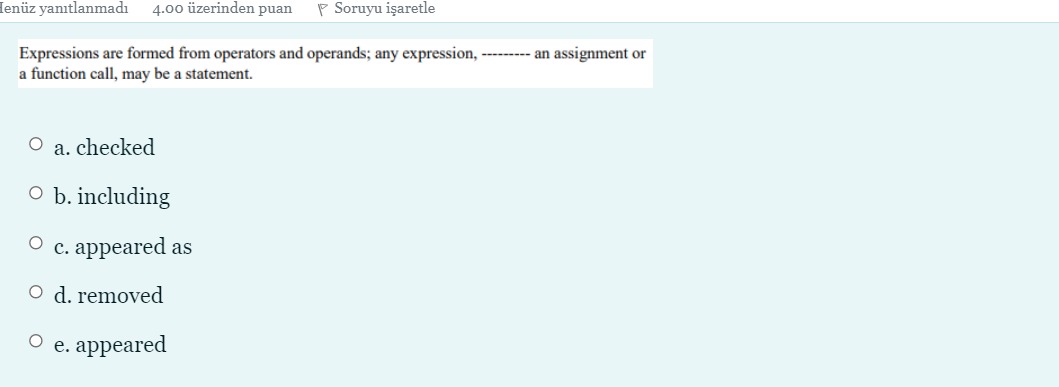 enüz yanıtlanmadı 4.00 üzerinden puan Soruyu işaretle
Expressions are formed from operators and operands; any expression, --------- an assignment or
a function call, may be a statement.
a. checked
b. including
c. appeared as
d. removed
e. appeared